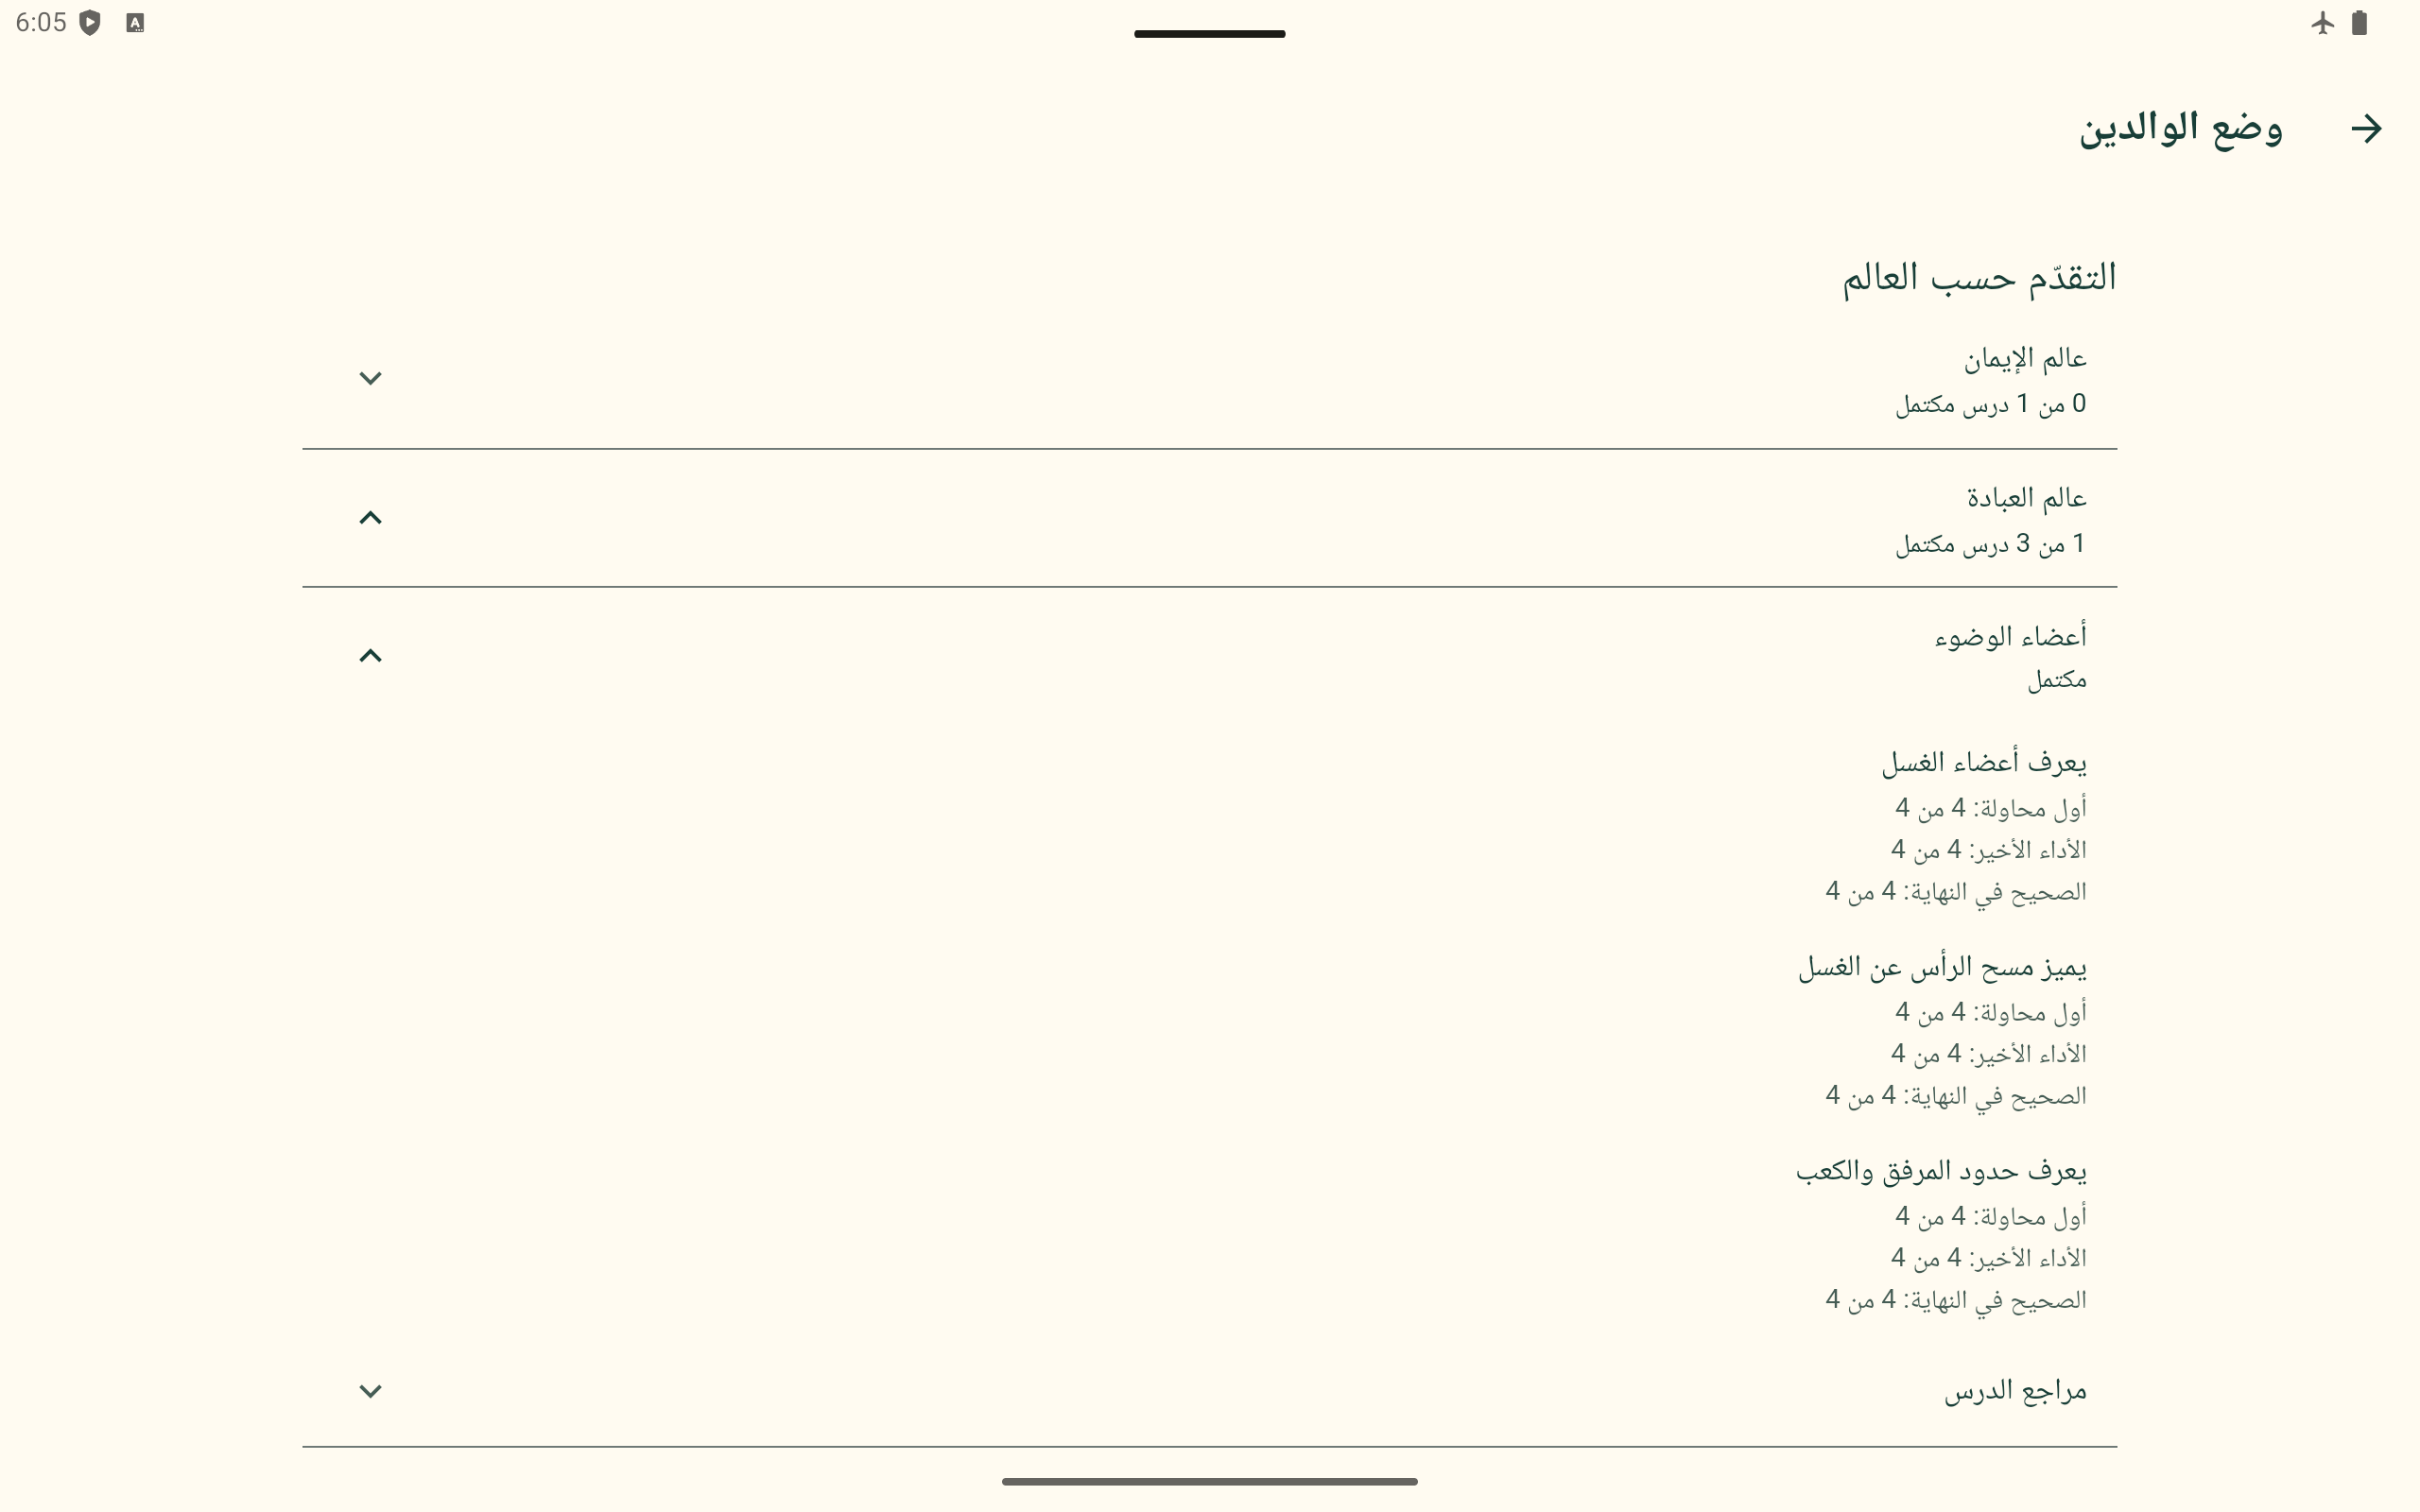 6:05
وضع الوالدين
التقدّم حسب العالم
عالم الإيمان
0 من 1 درس مكتمل
عالم العبادة
1 من 3 درس مكتمل
أعضاء الوضوء
مكتمل
يعرف أعضاء الغسل
أول محاولة: 4 من 4
الأداء الأخير: 4 من 4
الصحيح في النهاية: 4 من 4
يميز مسح الرأس عن الغسل
أول محاولة: 4 من 4
الأداء الأخير: 4 من 4
الصحيح في النهاية: 4 من 4
يعرف حدود المرفق والكعب
أول محاولة: 4 من 4
الأداء الأخير: 4 من 4
الصحيح في النهاية: 4 من 4
مراجع الدرس